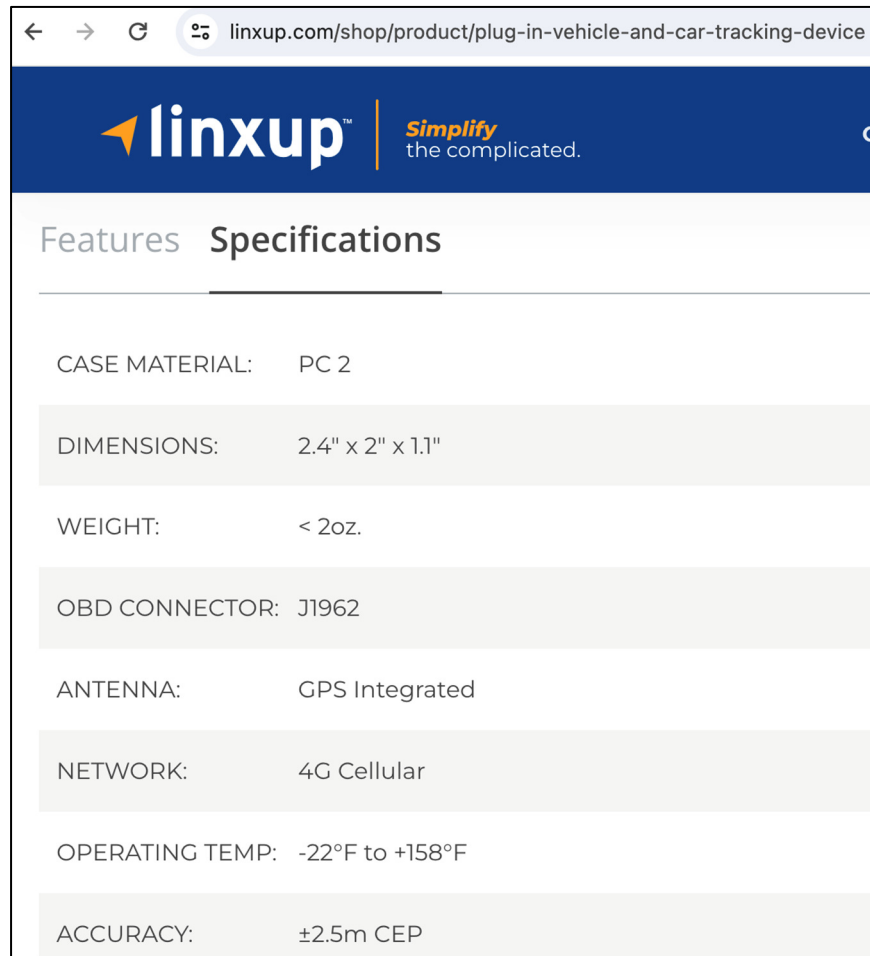 linxup.com/shop/product/plug-in-vehicle-and-car-tracking-device
linxup™ Simplify
the complicated.
Features Specifications
CASE MATERIAL: PC 2
DIMENSIONS: 2.4" x 2" x 1.1"
WEIGHT: < 2oz.
OBD CONNECTOR: J1962
ANTENNA: GPS Integrated
NETWORK: 4G Cellular
OPERATING TEMP: -22°F to +158°F
ACCURACY: ±2.5m CEP